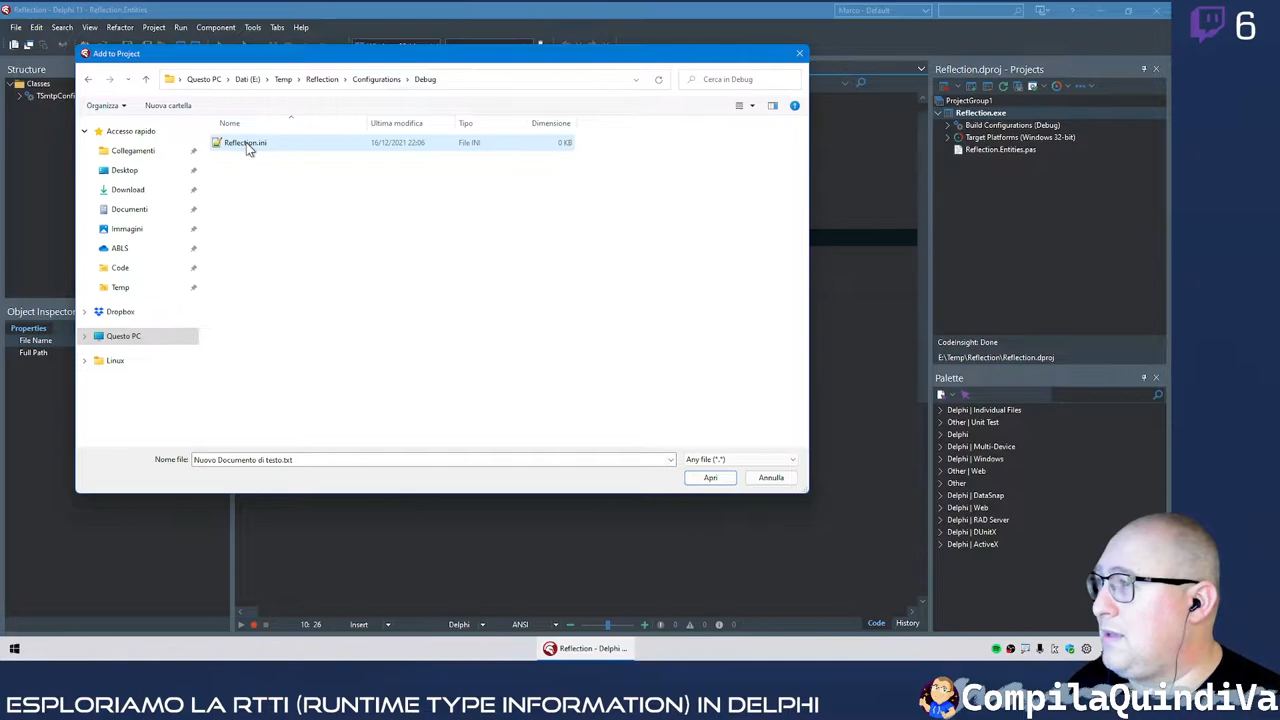 Reflection - Delphi 11 - Reflection.Entities
Marco - Default
6
File Edit Search View Refactor Project Run Component Tools Tabs Help
Structure
Classes
Add to Project
Questo PC > Dati (E:) > Temp > Reflection > Configurations > Debug
Cerca in Debug
Organizza
Nuova cartella
Nome
Ultima modifica
Tipo
Dimensione
Reflection.ini
16/12/2021 22:06
File INI
0 KB
Accesso rapido
Collegamenti
Desktop
Download
Documenti
Immagini
ABLS
Code
Temp
Dropbox
Questo PC
Linux
Nome file:
Nuovo Documento di testo.txt
Any file (*.*)
Apri
Annulla
Object Inspector
Properties
File Name
Full Path
Reflection.dproj - Projects
ProjectGroup1
Reflection.exe
Build Configurations (Debug)
Target Platforms (Windows 32-bit)
Reflection.Entities.pas
CodeInsight: Done
E:\Temp\Reflection\Reflection.dproj
Palette
Delphi | Individual Files
Other | Unit Test
Delphi
Delphi | Multi-Device
Delphi | Windows
Other | Web
Other
Delphi | DataSnap
Delphi | Web
Delphi | RAD Server
Delphi | DUnitX
Delphi | ActiveX
10: 26
Insert
Delphi
ANSI
0
0
0
Code
History
Reflection - Delphi ...
ESPLORIAMO LA RTTI (RUNTIME TYPE INFORMATION) IN DELPHI
CompilaQuindiVa